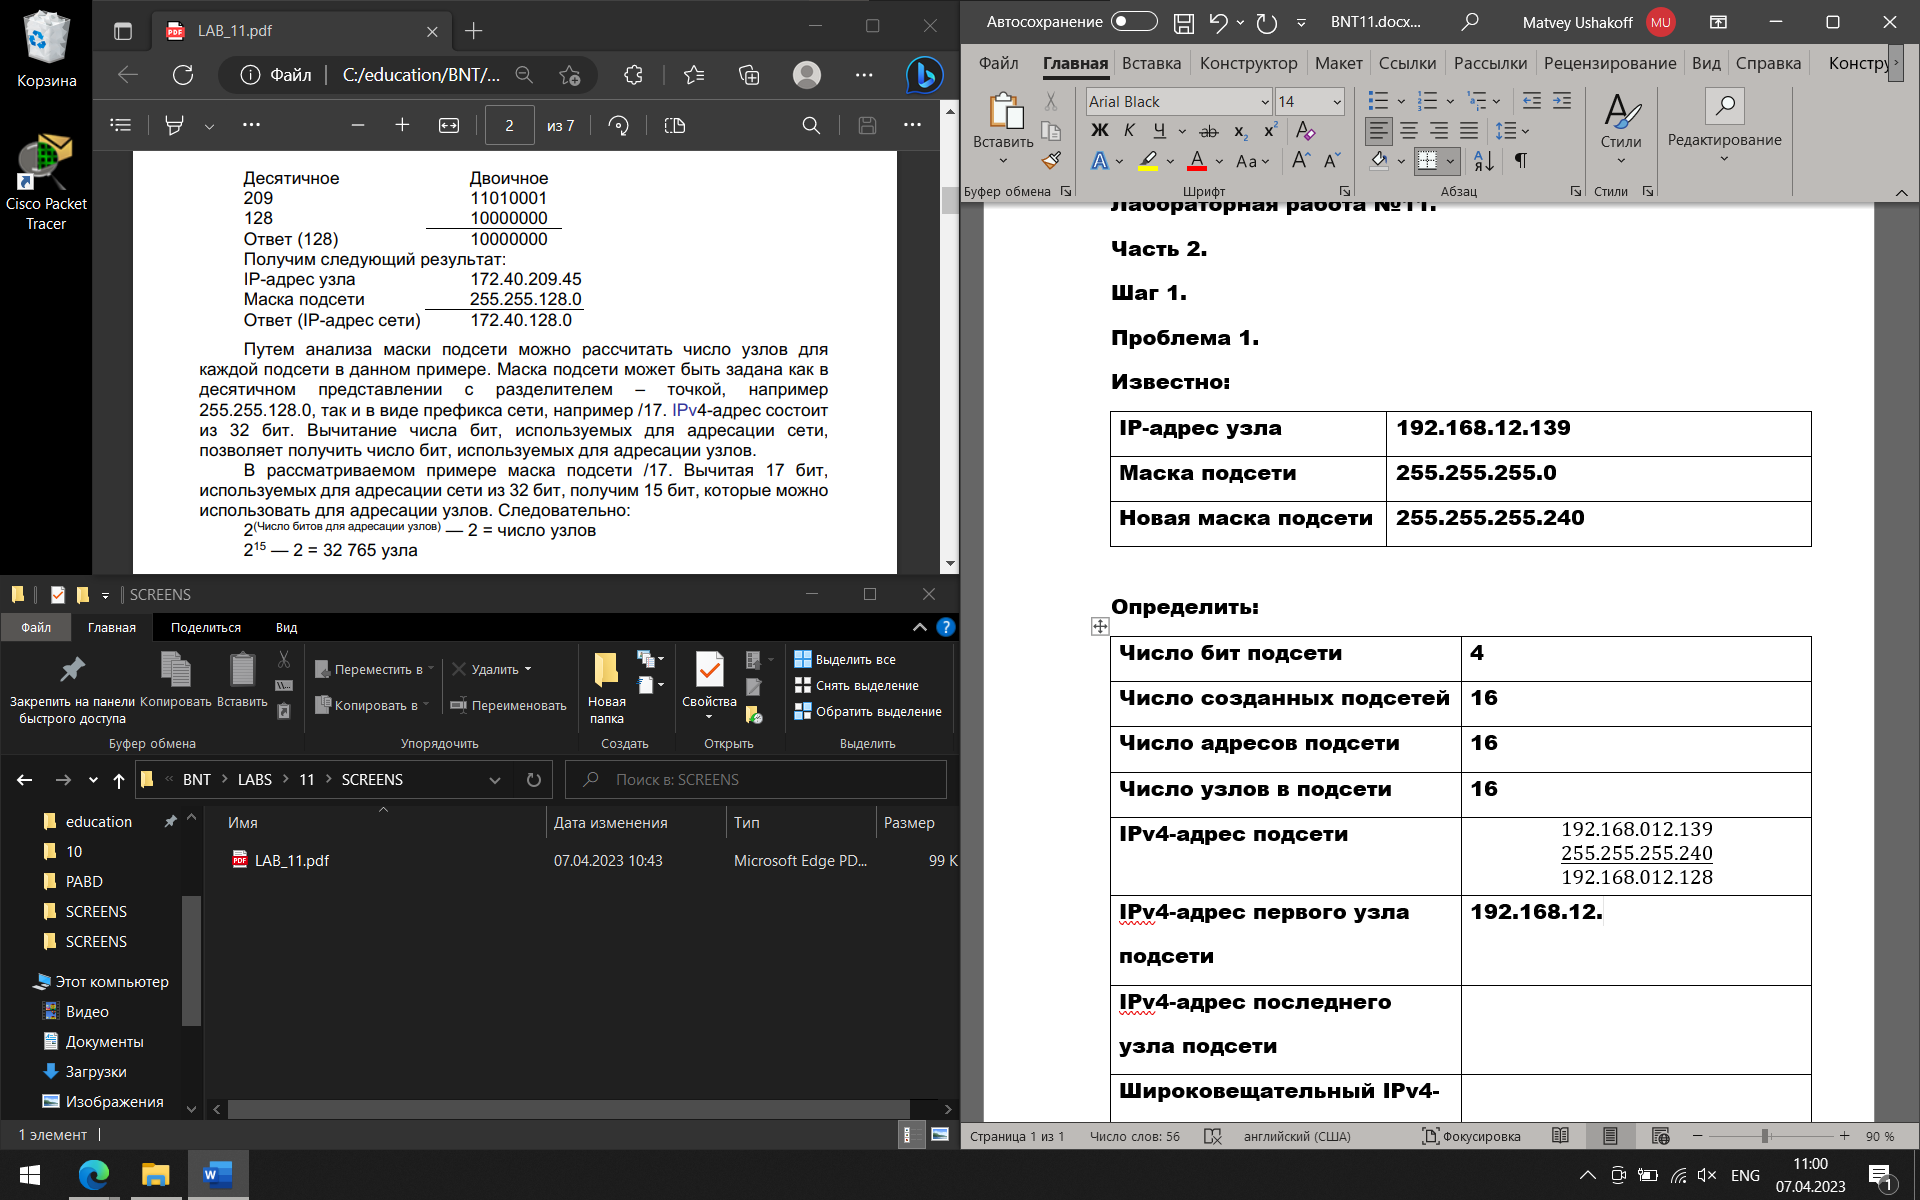 Корзина
Cisco Packet
Tracer
LAB_11.pdf
Файл
C:/education/BNT/...
2
из 7
Десятичное Двоичное
209 11010001
128 10000000
Ответ (128) 10000000
Получим следующий результат:
IP-адрес узла 172.40.209.45
Маска подсети 255.255.128.0
Ответ (IP-адрес сети) 172.40.128.0
Путем анализа маски подсети можно рассчитать число узлов для
каждой подсети в данном примере. Маска подсети может быть задана как в
десятичном представлении с разделителем – точкой, например
255.255.128.0, так и в виде префикса сети, например /17. IPv4-адрес состоит
из 32 бит. Вычитание числа бит, используемых для адресации сети,
позволяет получить число бит, используемых для адресации узлов.
В рассматриваемом примере маска подсети /17. Вычитая 17 бит,
используемых для адресации сети из 32 бит, получим 15 бит, которые можно
использовать для адресации узлов. Следовательно:
2(Число битов для адресации узлов) — 2 = число узлов
215 — 2 = 32 765 узла
SCREENS
Файл Главная Поделиться Вид
Закрепить на панели
быстрого доступа
Копировать
Вставить
Буфер обмена
Переместить в
Копировать в
Удалить
Переименовать
Упорядочить
Новая
папка
Создать
Свойства
Открыть
Выделить все
Снять выделение
Обратить выделение
Выделить
BNT LABS 11 SCREENS
Поиск в: SCREENS
education
10
PABD
SCREENS
SCREENS
Этот компьютер
Видео
Документы
Загрузки
Изображения
Имя Дата изменения Тип Размер
LAB_11.pdf 07.04.2023 10:43 Microsoft Edge PD... 99 К
1 элемент
Автосохранение
BNT11.docx...
Matvey Ushakoff
MU
Файл Главная Вставка Конструктор Макет Ссылки Рассылки Рецензирование Вид Справка Констру
Вставить
Буфер обмена
Arial Black 14
Ж К Ч ab x2 x2 A
A A Aa A A
Шрифт
Абзац
Стили
Стили
Редактирование
Лабораторная работа №11.
Часть 2.
Шаг 1.
Проблема 1.
Известно:
IP-адрес узла 192.168.12.139
Маска подсети 255.255.255.0
Новая маска подсети 255.255.255.240
Определить:
Число бит подсети 4
Число созданных подсетей 16
Число адресов подсети 16
Число узлов в подсети 16
IPv4-адрес подсети
192.168.012.139
255.255.255.240
192.168.012.128
IPv4-адрес первого узла
подсети
192.168.12.
IPv4-адрес последнего
узла подсети
Широковещательный IPv4-
Страница 1 из 1 Число слов: 56 английский (США) Фокусировка 90 %
ENG
11:00
07.04.2023
1